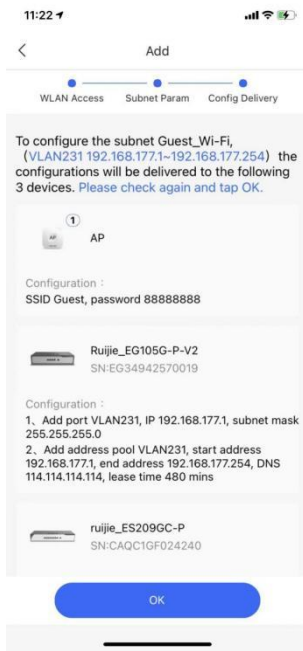 11:22
Add
WLAN Access Subnet Param Config Delivery
To configure the subnet Guest_Wi-Fi,
（VLAN231 192.168.177.1~192.168.177.254）the
configurations will be delivered to the following
3 devices. Please check again and tap OK.
1
AP
AP
Configuration :
SSID Guest, password 88888888
Ruijie_EG105G-P-V2
SN:EG34942570019
Configuration :
1、Add port VLAN231, IP 192.168.177.1, subnet mask
255.255.255.0
2、Add address pool VLAN231, start address
192.168.177.1, end address 192.168.177.254, DNS
114.114.114.114, lease time 480 mins
ruijie_ES209GC-P
SN:CAQC1GF024240
OK